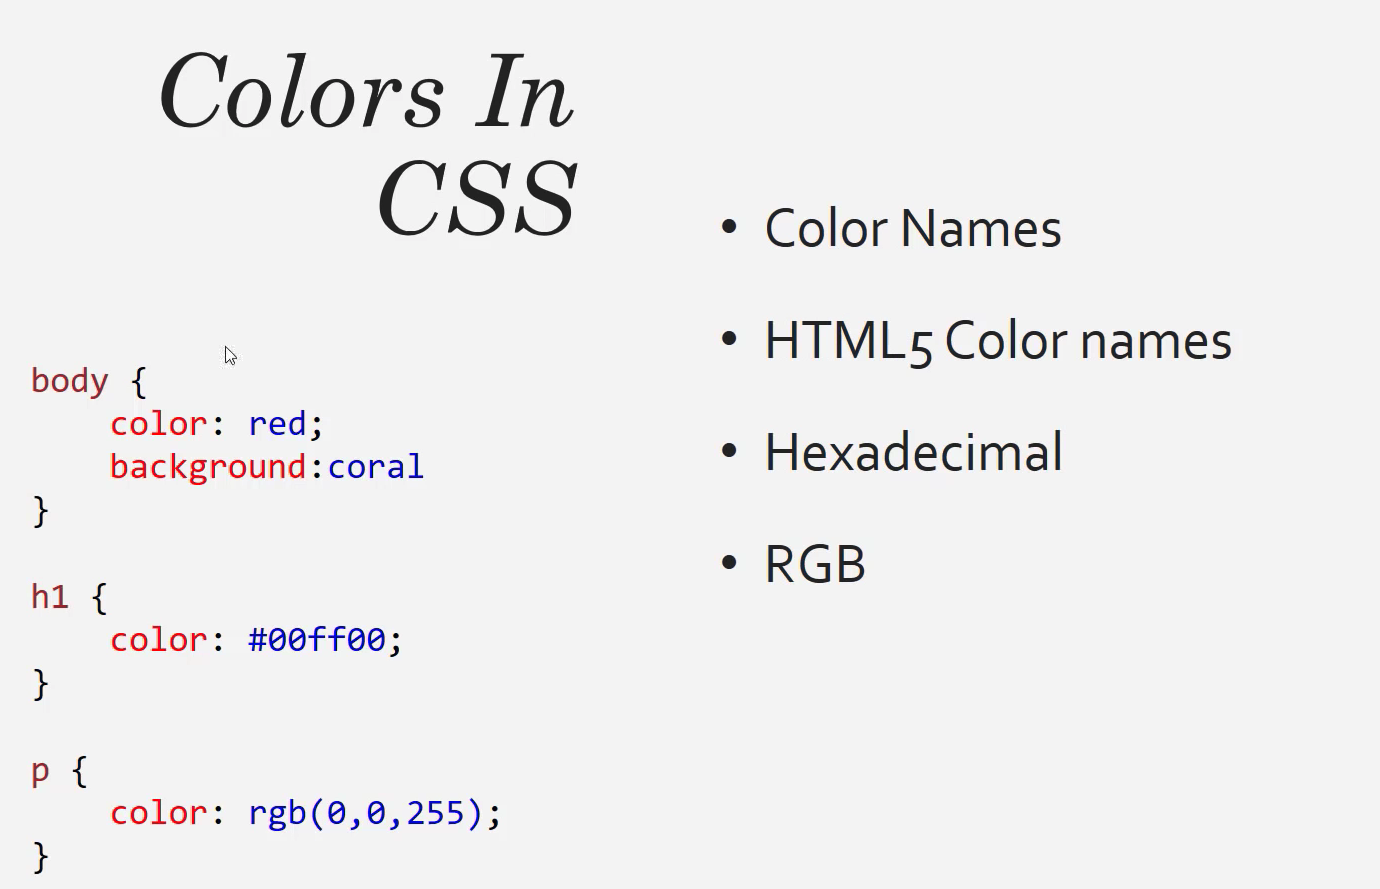 Colors In
CSS
body {
    color: red;
    background:coral
}
h1 {
    color: #00ff00;
}
p {
    color: rgb(0,0,255);
}
• Color Names
• HTML5 Color names
• Hexadecimal
• RGB